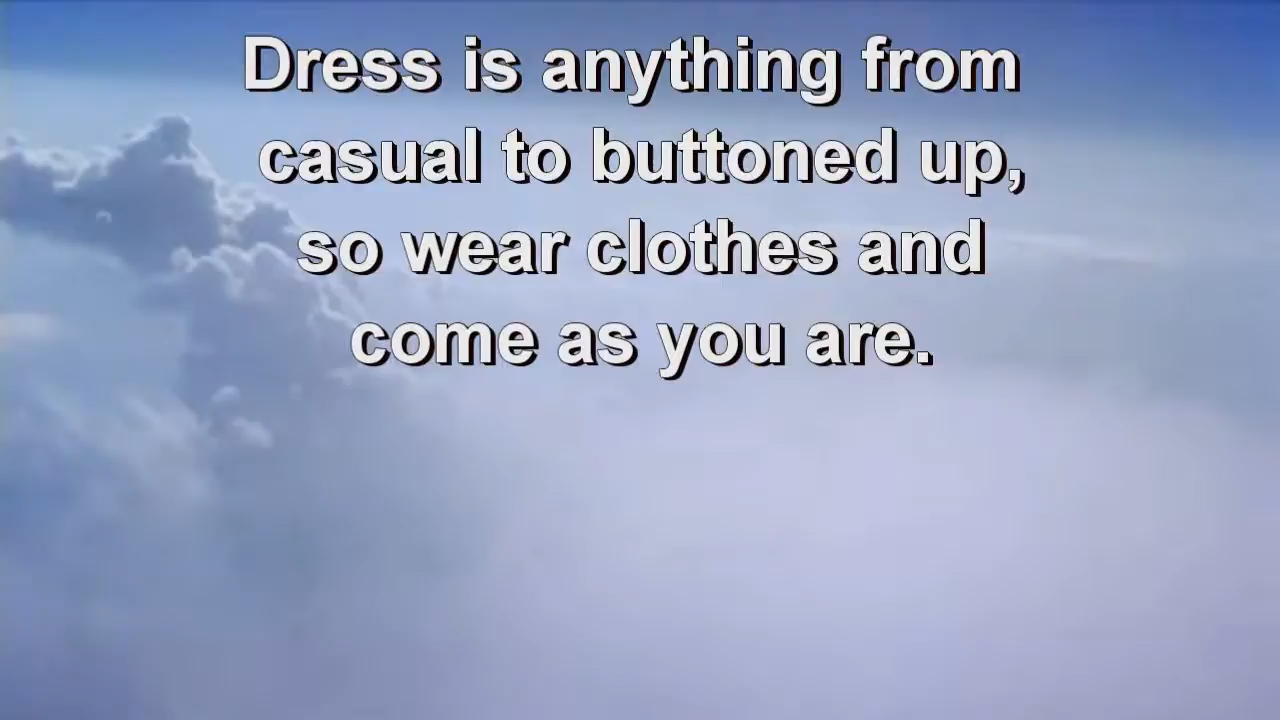 Dress is anything from
casual to buttoned up,
so wear clothes and
come as you are.